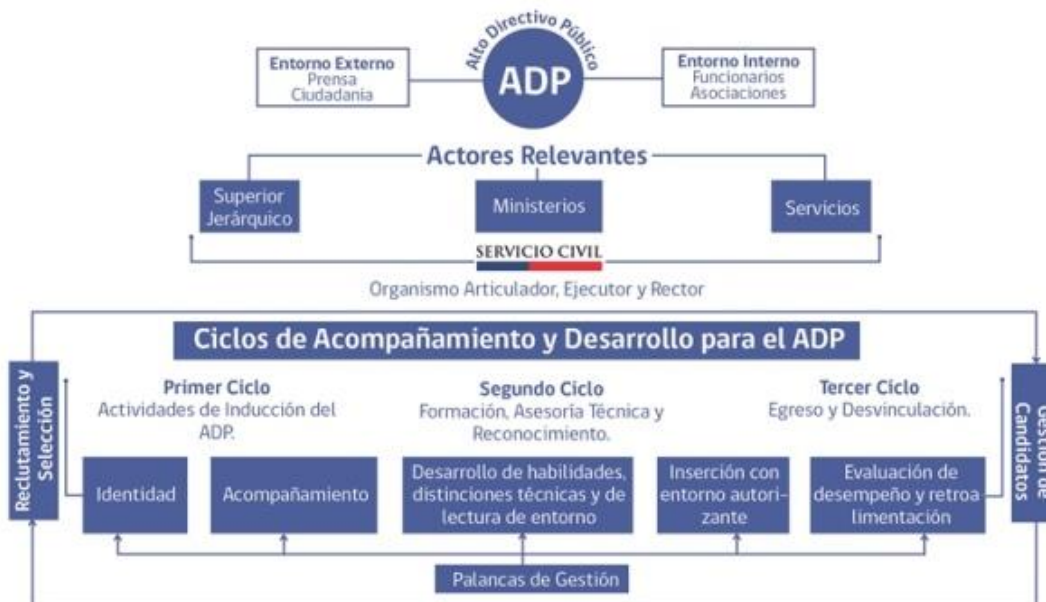 Alto Directivo Público
ADP
Entorno Externo
Prensa
Ciudadania
Entorno Interno
Funcionarios
Asociaciones
Actores Relevantes
Superior
Jerárquico
Ministerios
Servicios
SERVICIO CIVIL
Organismo Articulador, Ejecutor y Rector
Ciclos de Acompañamiento y Desarrollo para el ADP
Reclutamiento y
Selección
Primer Ciclo
Actividades de Inducción del
ADP.
Segundo Ciclo
Formación, Asesoría Técnica y
Reconocimiento.
Tercer Ciclo
Egreso y Desvinculación.
Gestión de
Candidatos
Identidad
Acompañamiento
Desarrollo de habilidades,
distinciones técnicas y de
lectura de entorno
Inserción con
entorno autori-
zante
Evaluación de
desempeño y retroa
limentación
Palancas de Gestión